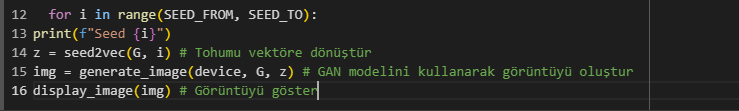 12 for i in range(SEED_FROM, SEED_TO):
13 print(f"Seed {i}")
14 z = seed2vec(G, i) # Tohumu vektöre dönüştür
15 img = generate_image(device, G, z) # GAN modelini kullanarak görüntüyü oluştur
16 display_image(img) # Görüntüyü göster